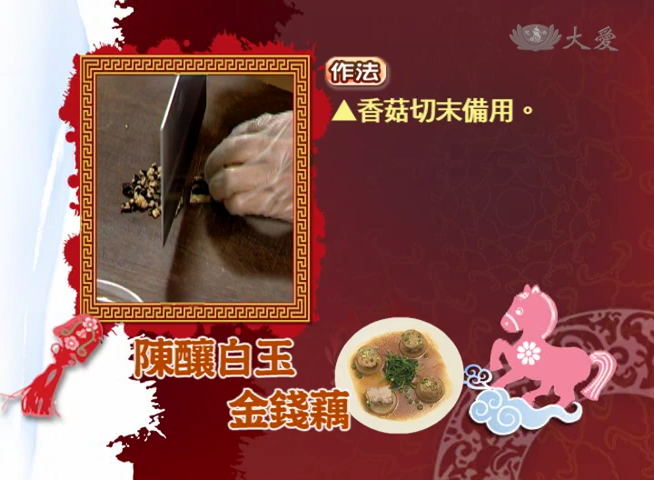 大愛
作法
▲香菇切末備用。
陳釀白玉
金錢藕